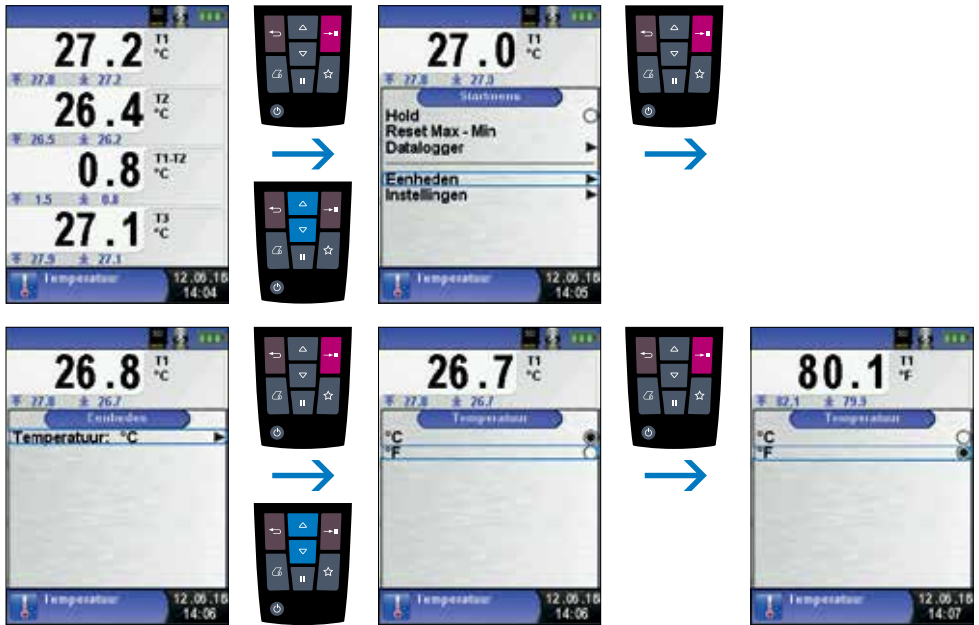 27.2 T1 °C
27.8 27.2
26.4 T2 °C
26.5 26.2
0.8 T1-T2 °C
1.5 0.8
27.1 T3 °C
27.9 27.1
Temperatuur 12.05.16
14:04
27.0 T1 °C
27.8 27.0
Startmenu
Hold
Reset Max - Min
Datalogger
Eenheden
Instellingen
Temperatuur 12.05.16
14:05
26.8 T1 °C
27.8 26.7
Eenheden
Temperatuur: °C
Temperatuur 12.05.16
14:06
26.7 T1 °C
27.8 26.7
Temperatuur
°C
°F
Temperatuur 12.05.16
14:06
80.1 T1 °F
82.1 79.9
Temperatuur
°C
°F
Temperatuur 12.05.16
14:07